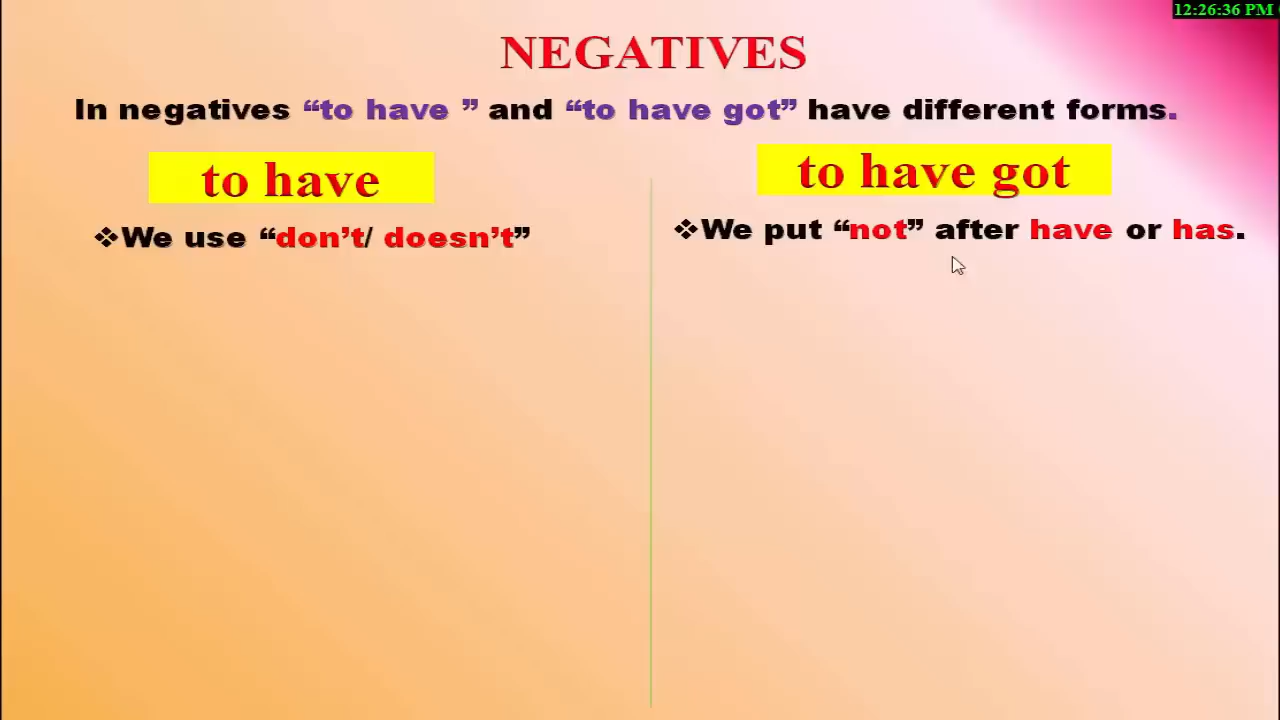 12:26:36 PM
NEGATIVES
In negatives “to have ” and “to have got” have different forms.
to have
❖We use “don’t/ doesn’t”
to have got
❖We put “not” after have or has.